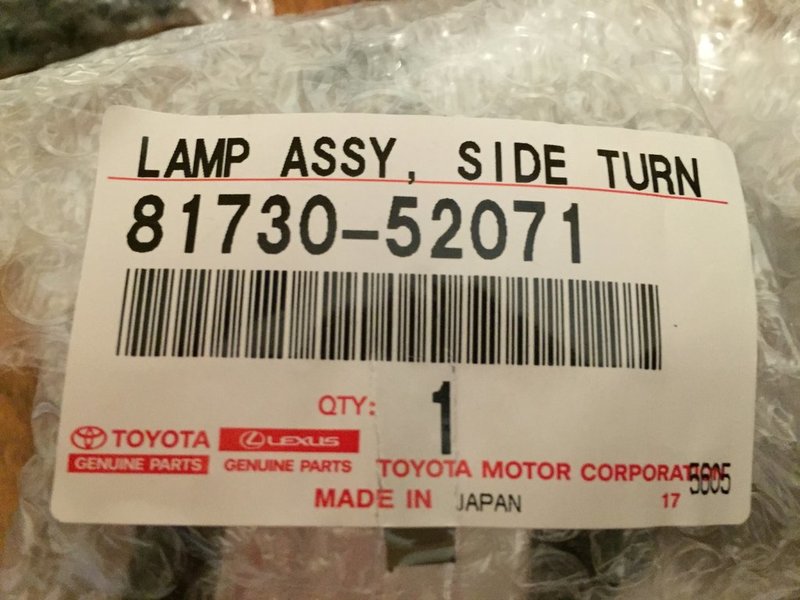 LAMP ASSY, SIDE TURN
81730-52071
QTY: 1
TOYOTA LEXUS
GENUINE PARTS GENUINE PARTS
TOYOTA MOTOR
MADE IN JAPAN 17 5605